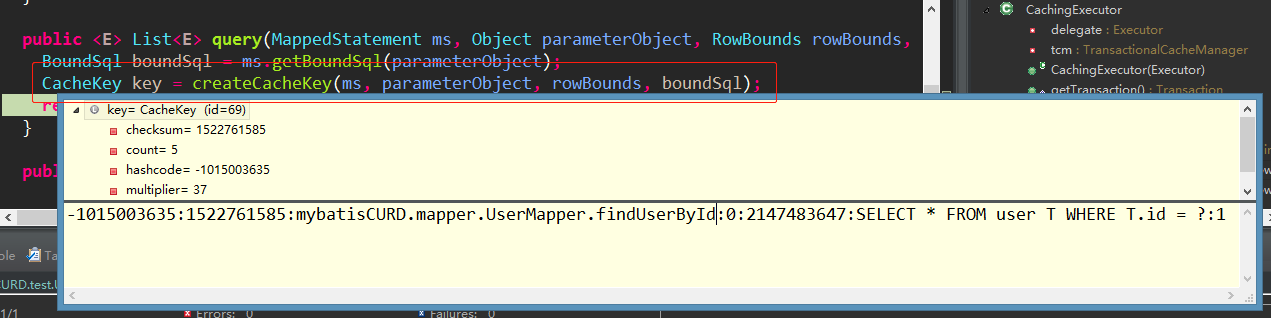 public <E> List<E> query(MappedStatement ms, Object parameterObject, RowBounds rowBounds,
BoundSql boundSql = ms.getBoundSql(parameterObject);
CacheKey key = createCacheKey(ms, parameterObject, rowBounds, boundSql);
re
}
pu
key= CacheKey (id=69)
checksum= 1522761585
count= 5
hashcode= -1015003635
multiplier= 37
-1015003635:1522761585:mybatisCURD.mapper.UserMapper.findUserById:0:2147483647:SELECT * FROM user T WHERE T.id = ?:1
CachingExecutor
delegate : Executor
tcm : TransactionalCacheManager
CachingExecutor(Executor)
getTransaction() : Transaction
ole
Ta
CURD.test.U
1/1
Errors: 0
Failures: 0